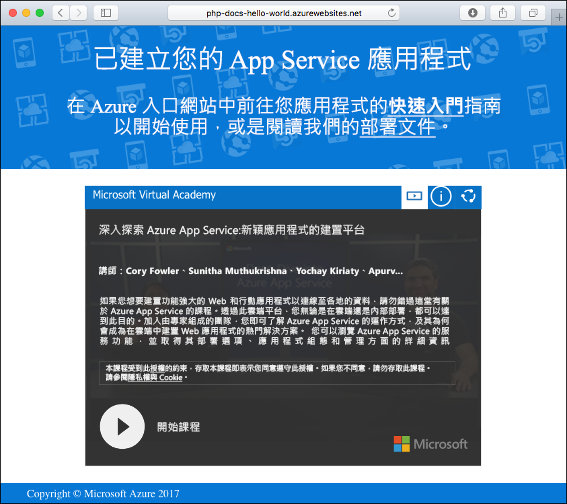 php-docs-hello-world.azurewebsites.net
已建立您的 App Service 應用程式
在 Azure 入口網站中前往您應用程式的快速入門指南
以開始使用，或是閱讀我們的部署文件。
Microsoft Virtual Academy
深入探索 Azure App Service:新穎應用程式的建置平台
講師：Cory Fowler、Sunitha Muthukrishna、Yochay Kiriaty、Apurv...
如果您想要建置功能強大的 Web 和行動應用程式以連線至各地的資料，請勿錯過這堂有關
於 Azure App Service 的課程。透過此雲端平台，您無論是在雲端還是內部部署，都可以達
到此目的。加入由專家組成的團隊，您即可了解 Azure App Service 的運作方式，及其為何
會成為在雲端中建置 Web 應用程式的熱門解決方案。 您可以瀏覽 Azure App Service 的服
務功能，並取得其部署選項、應用程式組態和管理方面的詳細資訊
本課程受到此授權的約束，存取本課程即表示您同意遵守此授權。如果您不同意，請勿存取此課程。
請參閱隱私權與 Cookie。
開始課程
Microsoft
Copyright © Microsoft Azure 2017